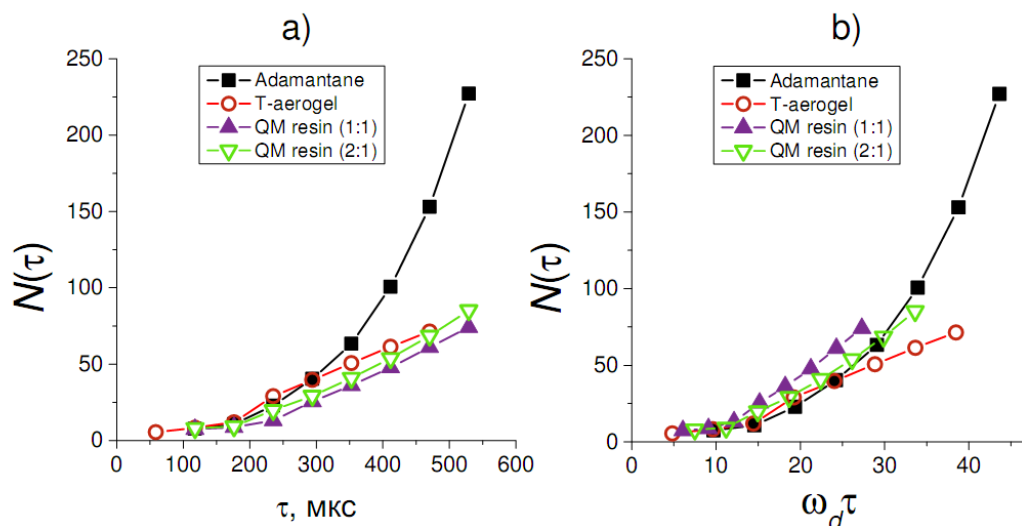 a)
250
200
150
100
50
0
N(τ)
Adamantane
T-aerogel
QM resin (1:1)
QM resin (2:1)
0 100 200 300 400 500 600
τ, мкс
b)
250
200
150
100
50
0
N(τ)
Adamantane
T-aerogel
QM resin (1:1)
QM resin (2:1)
0 10 20 30 40
ω_d τ